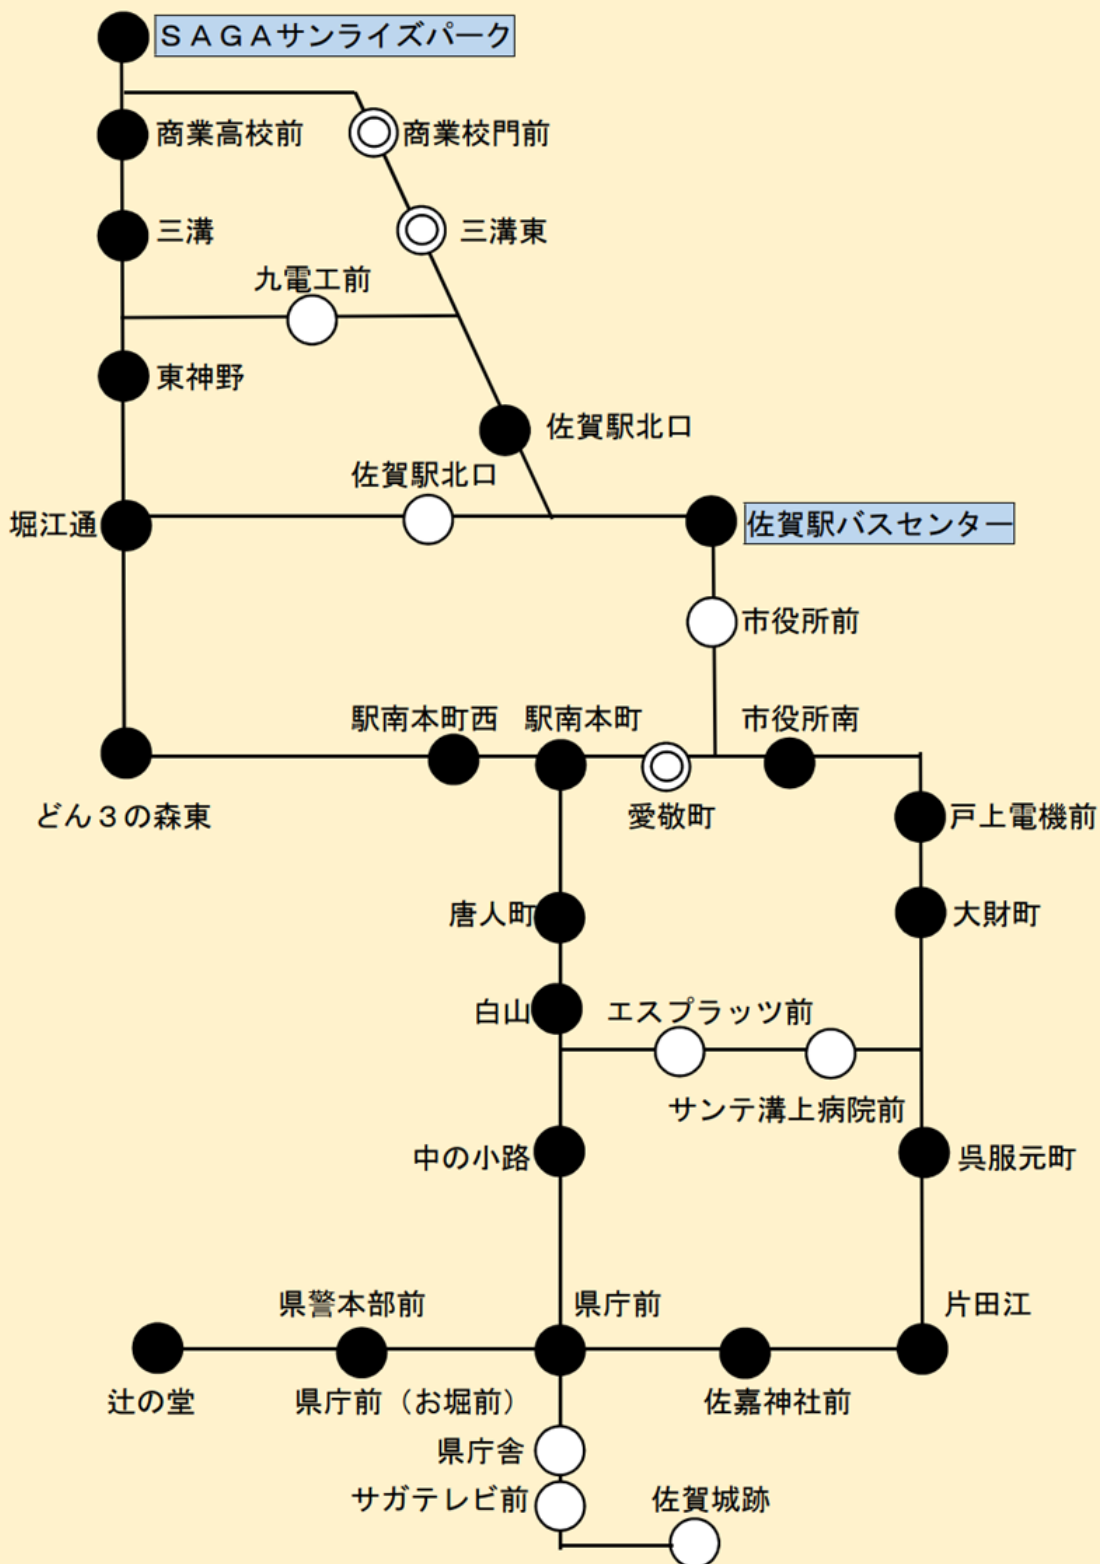 ＳＡＧＡサンライズパーク
商業高校前
商業校門前
三溝
三溝東
九電工前
東神野
佐賀駅北口
佐賀駅北口
堀江通
佐賀駅バスセンター
市役所前
駅南本町西
駅南本町
市役所南
どん３の森東
愛敬町
戸上電機前
唐人町
大財町
白山
エスプラッツ前
サンテ溝上病院前
中の小路
呉服元町
県警本部前
県庁前
片田江
辻の堂
県庁前（お堀前）
佐嘉神社前
県庁舎
サガテレビ前
佐賀城跡